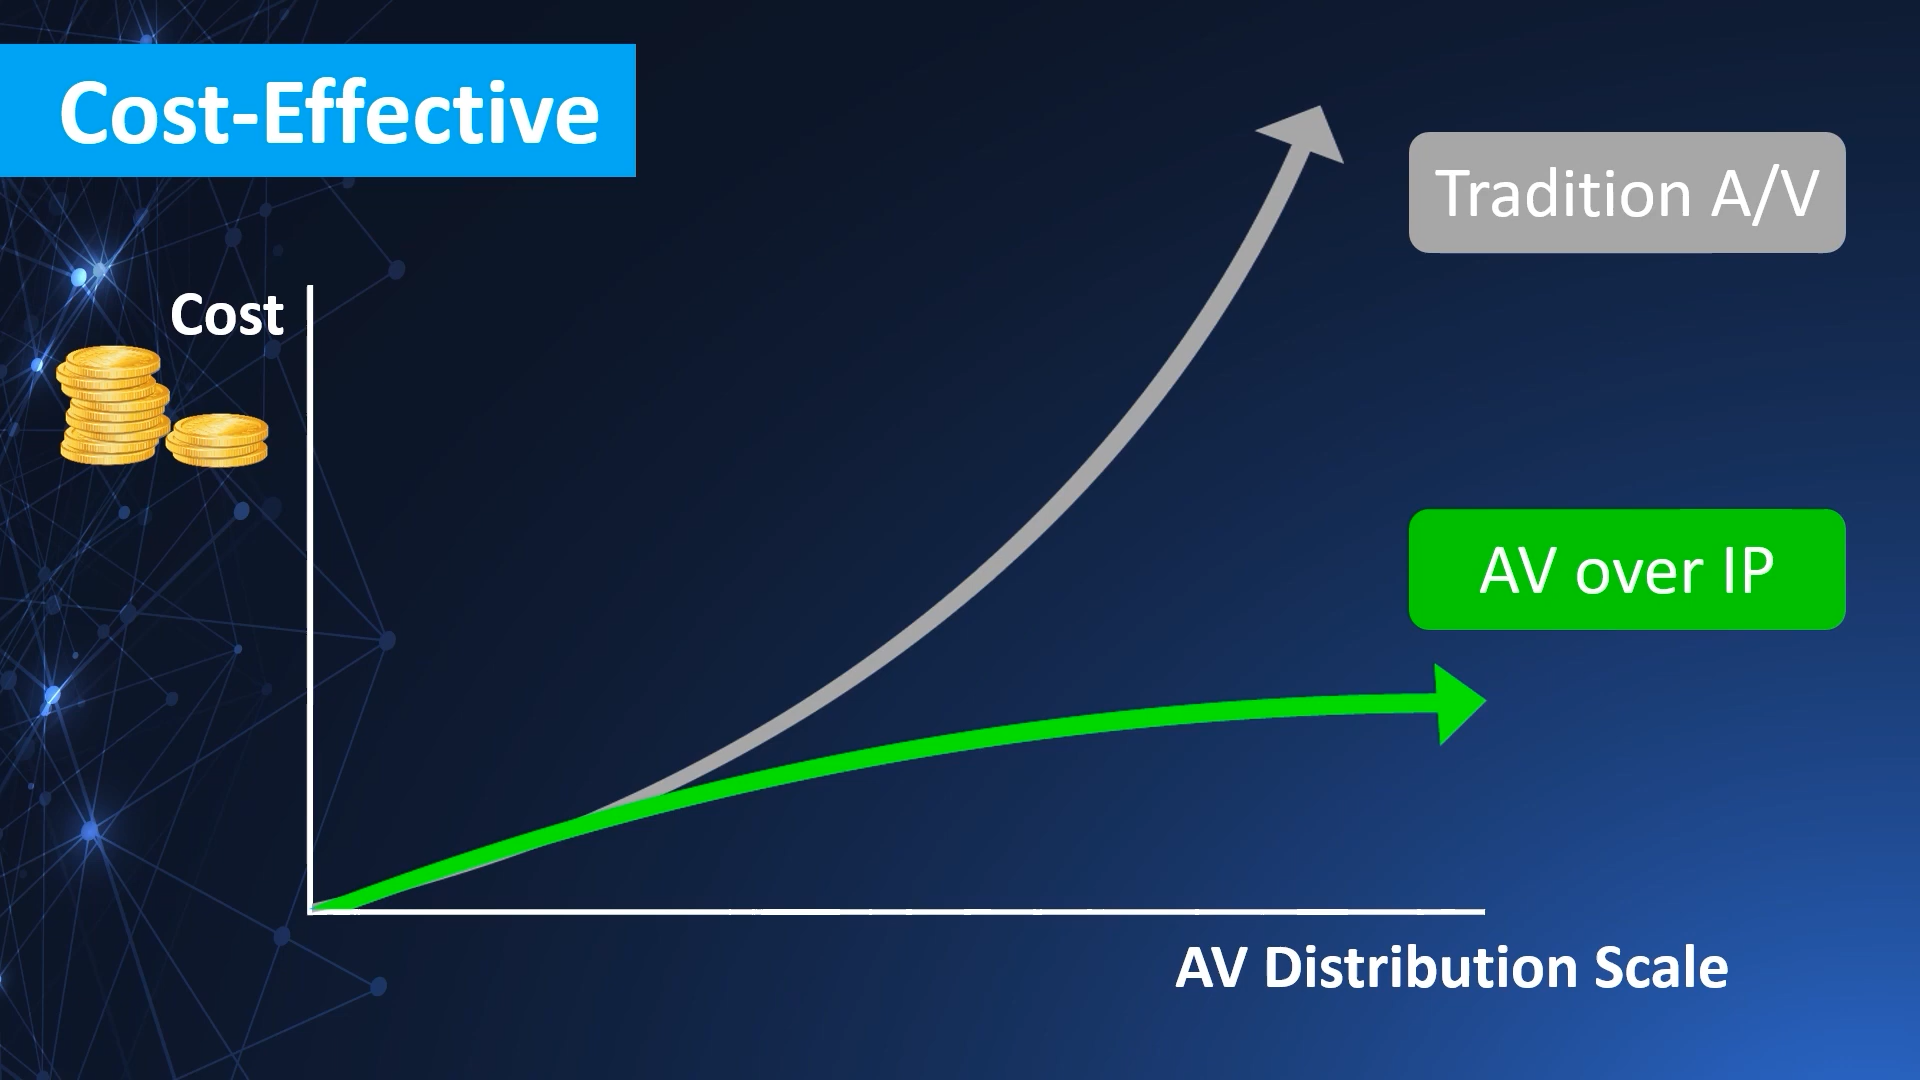 Cost-Effective
Tradition A/V
Cost
AV over IP
AV Distribution Scale